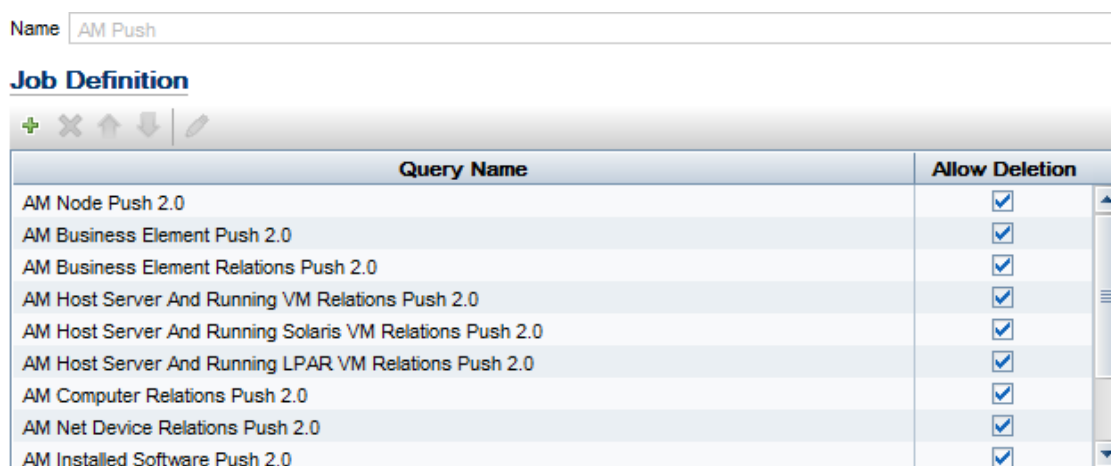 Name AM Push
Job Definition
Query Name Allow Deletion
AM Node Push 2.0
AM Business Element Push 2.0
AM Business Element Relations Push 2.0
AM Host Server And Running VM Relations Push 2.0
AM Host Server And Running Solaris VM Relations Push 2.0
AM Host Server And Running LPAR VM Relations Push 2.0
AM Computer Relations Push 2.0
AM Net Device Relations Push 2.0
AM Installed Software Push 2.0